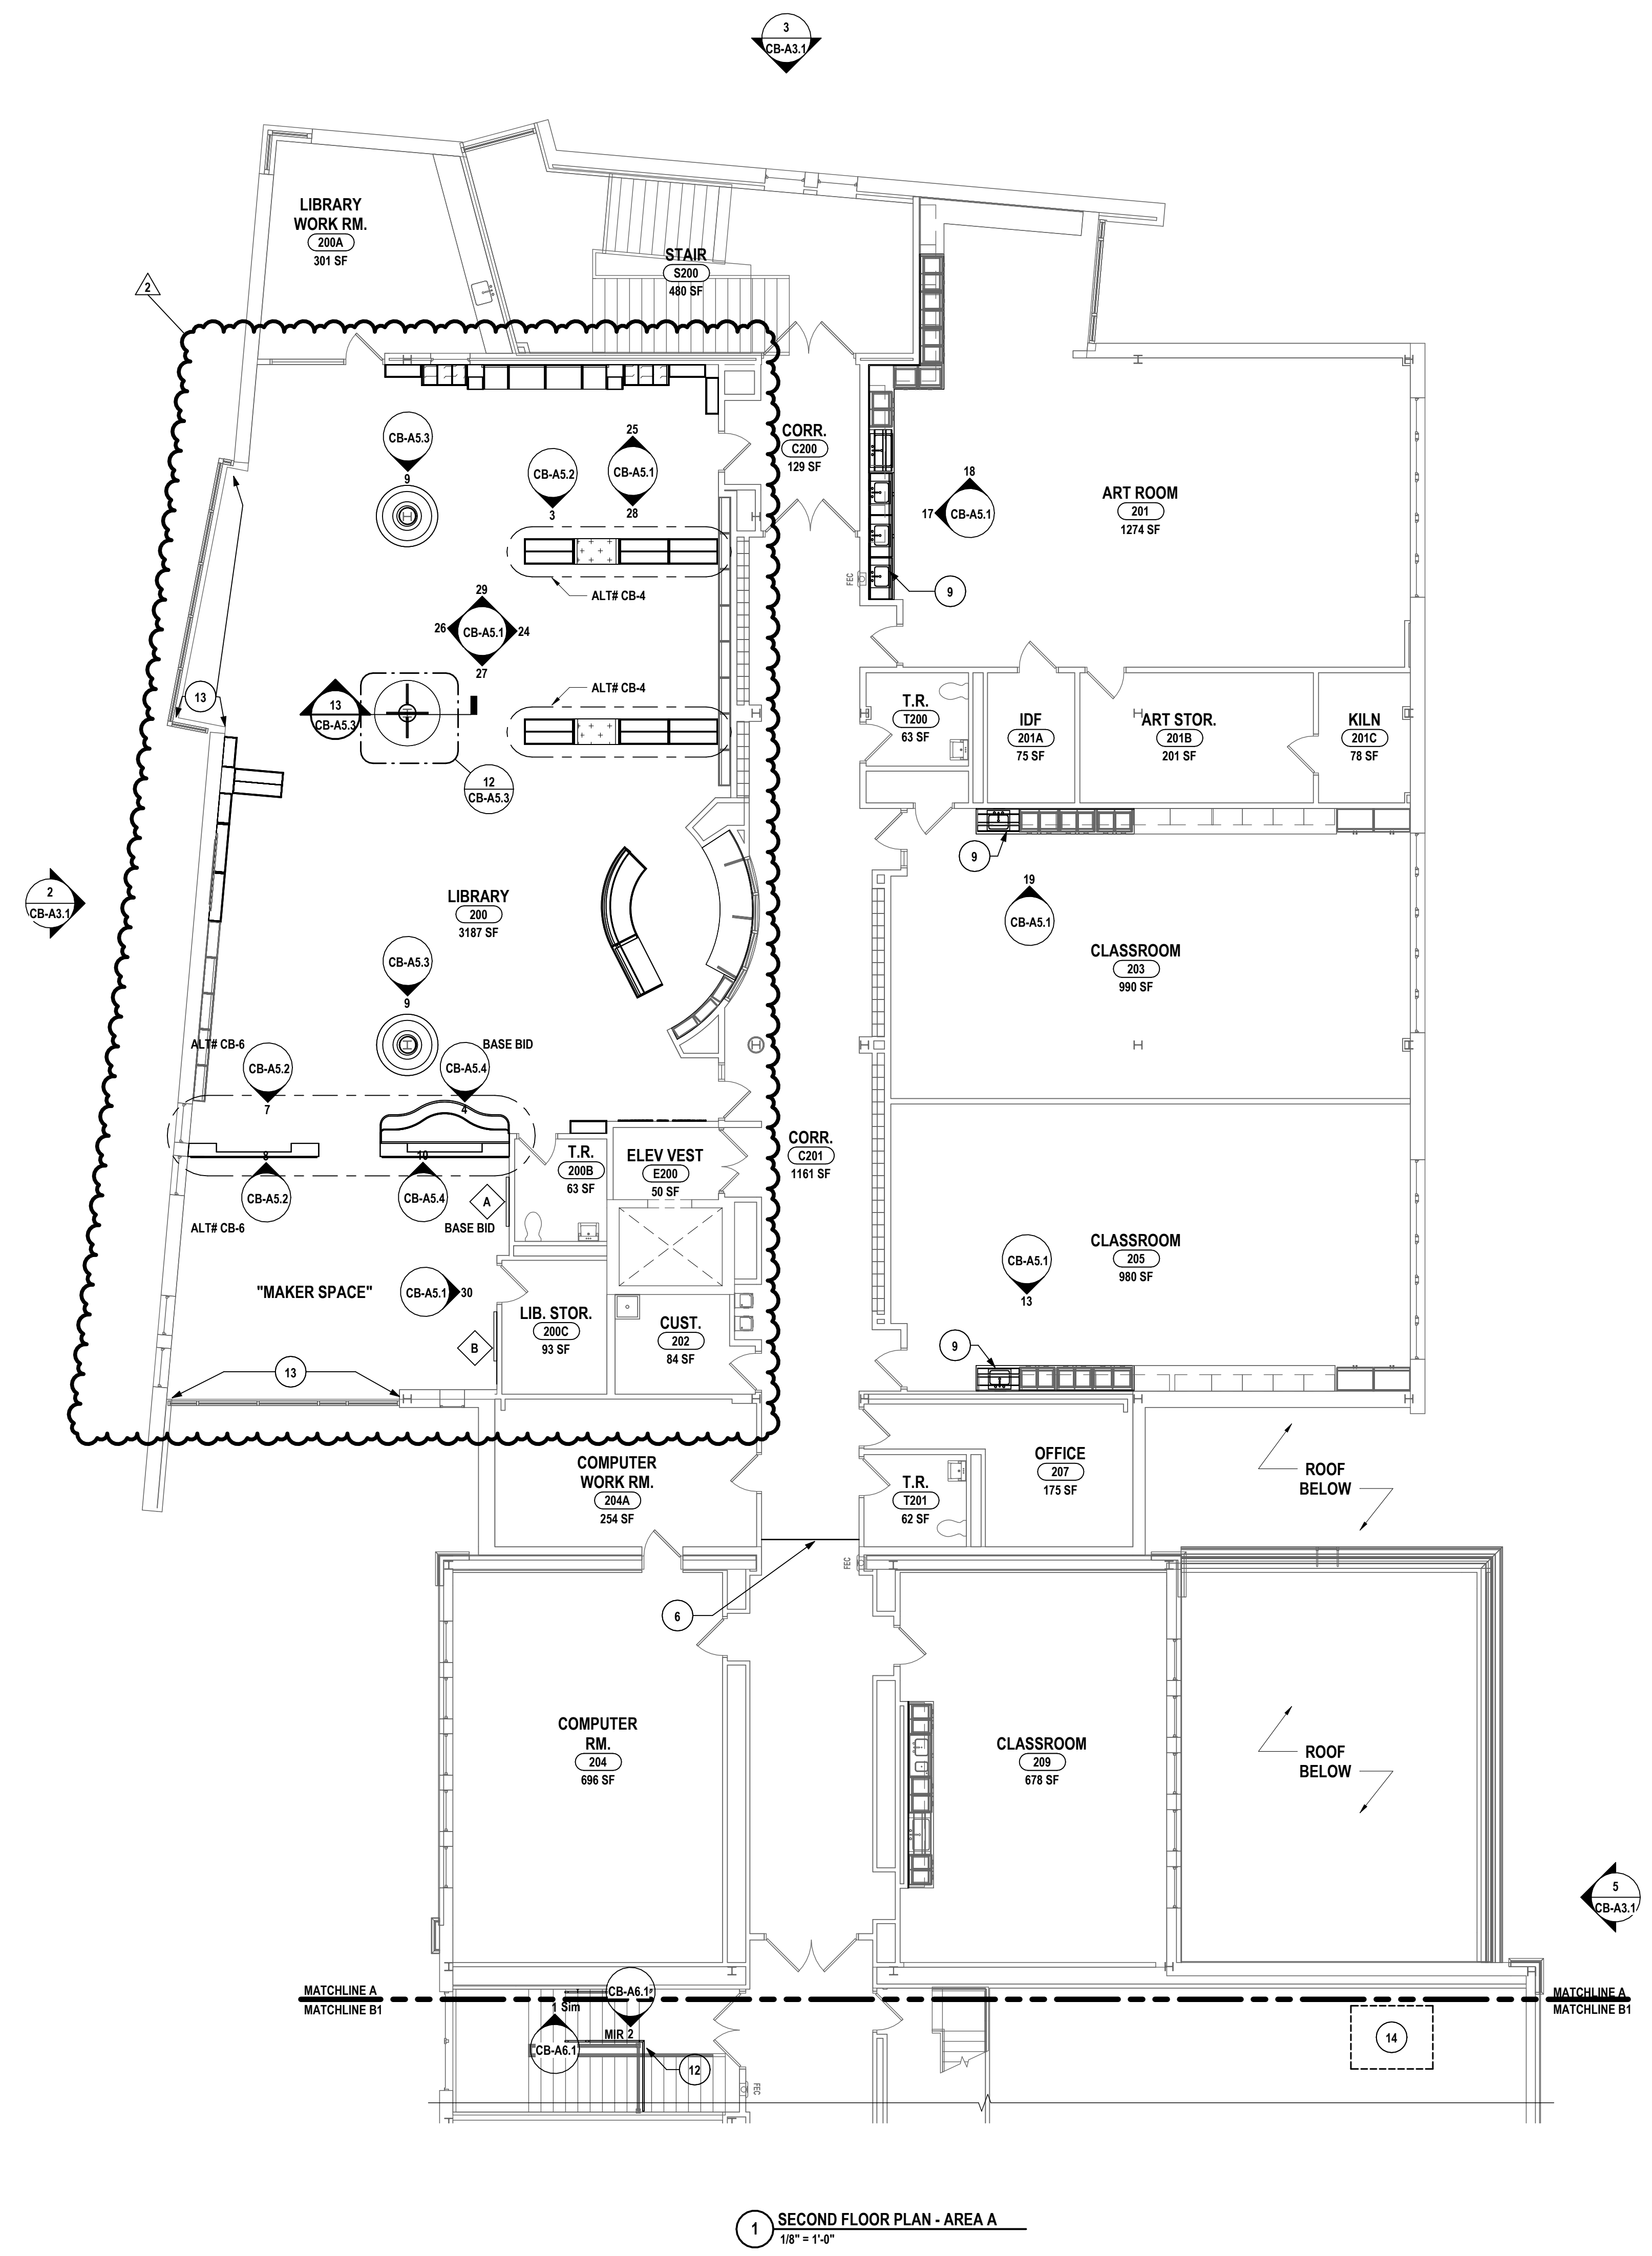 3
CB-A3.1
LIBRARY
WORK RM.
200A
301 SF
STAIR
S200
480 SF
2
CB-A5.3
9
25
CB-A5.1
28
CB-A5.2
3
CORR.
C200
129 SF
18
17
CB-A5.1
ART ROOM
201
1274 SF
FEC
9
ALT# CB-4
29
26
CB-A5.1
24
27
ALT# CB-4
13
13
CB-A5.3
12
CB-A5.3
T.R.
T200
63 SF
IDF
201A
75 SF
ART STOR.
201B
201 SF
KILN
201C
78 SF
9
2
CB-A3.1
LIBRARY
200
3187 SF
19
CB-A5.1
CLASSROOM
203
990 SF
CB-A5.3
9
ALT# CB-6
BASE BID
CB-A5.2
7
CB-A5.4
4
8
CB-A5.2
10
CB-A5.4
ALT# CB-6
BASE BID
A
T.R.
200B
63 SF
ELEV VEST
E200
50 SF
CORR.
C201
1161 SF
CLASSROOM
205
980 SF
CB-A5.1
13
"MAKER SPACE"
CB-A5.1
30
B
LIB. STOR.
200C
93 SF
CUST.
202
84 SF
9
13
COMPUTER
WORK RM.
204A
254 SF
T.R.
T201
62 SF
OFFICE
207
175 SF
ROOF
BELOW
FEC
6
COMPUTER
RM.
204
696 SF
CLASSROOM
209
678 SF
ROOF
BELOW
5
CB-A3.1
MATCHLINE A
MATCHLINE B1
MATCHLINE A
MATCHLINE B1
CB-A6.1
1 Sim
MIR 2
CB-A6.1
12
14
FEC
1
SECOND FLOOR PLAN - AREA A
1/8" = 1'-0"